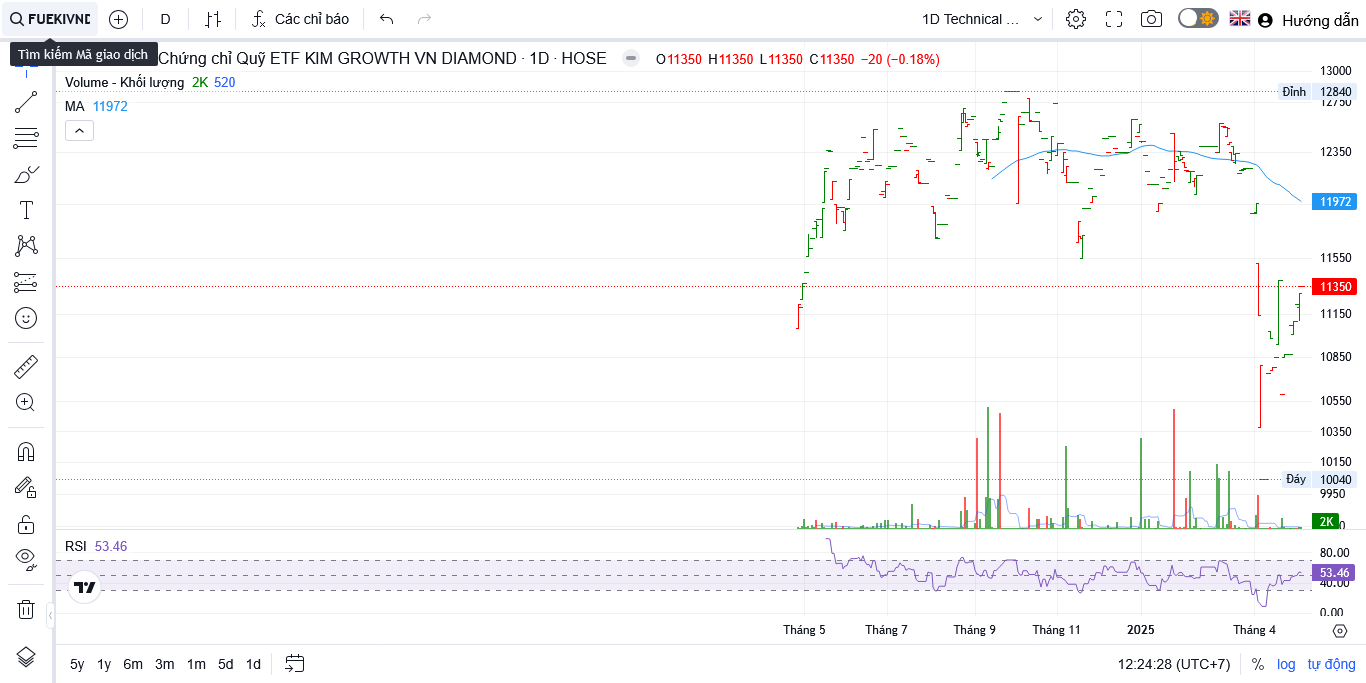 FUEKIVND
D
Các chỉ báo
1D Technical ...
Hướng dẫn
Tìm kiếm Mã giao dịch
Chứng chỉ Quỹ ETF KIM GROWTH VN DIAMOND · 1D · HOSE
O11350 H11350 L11350 C11350 −20 (−0.18%)
Volume - Khối lượng 2K 520
MA 11972
13000
Đỉnh 12840
12750
12350
11972
11550
11350
11150
10850
10550
10350
10150
Đáy 10040
9950
2K
RSI 53.46
80.00
53.46
40.00
0.00
Tháng 5
Tháng 7
Tháng 9
Tháng 11
2025
Tháng 4
5y 1y 6m 3m 1m 5d 1d
12:24:28 (UTC+7)
% log tự động